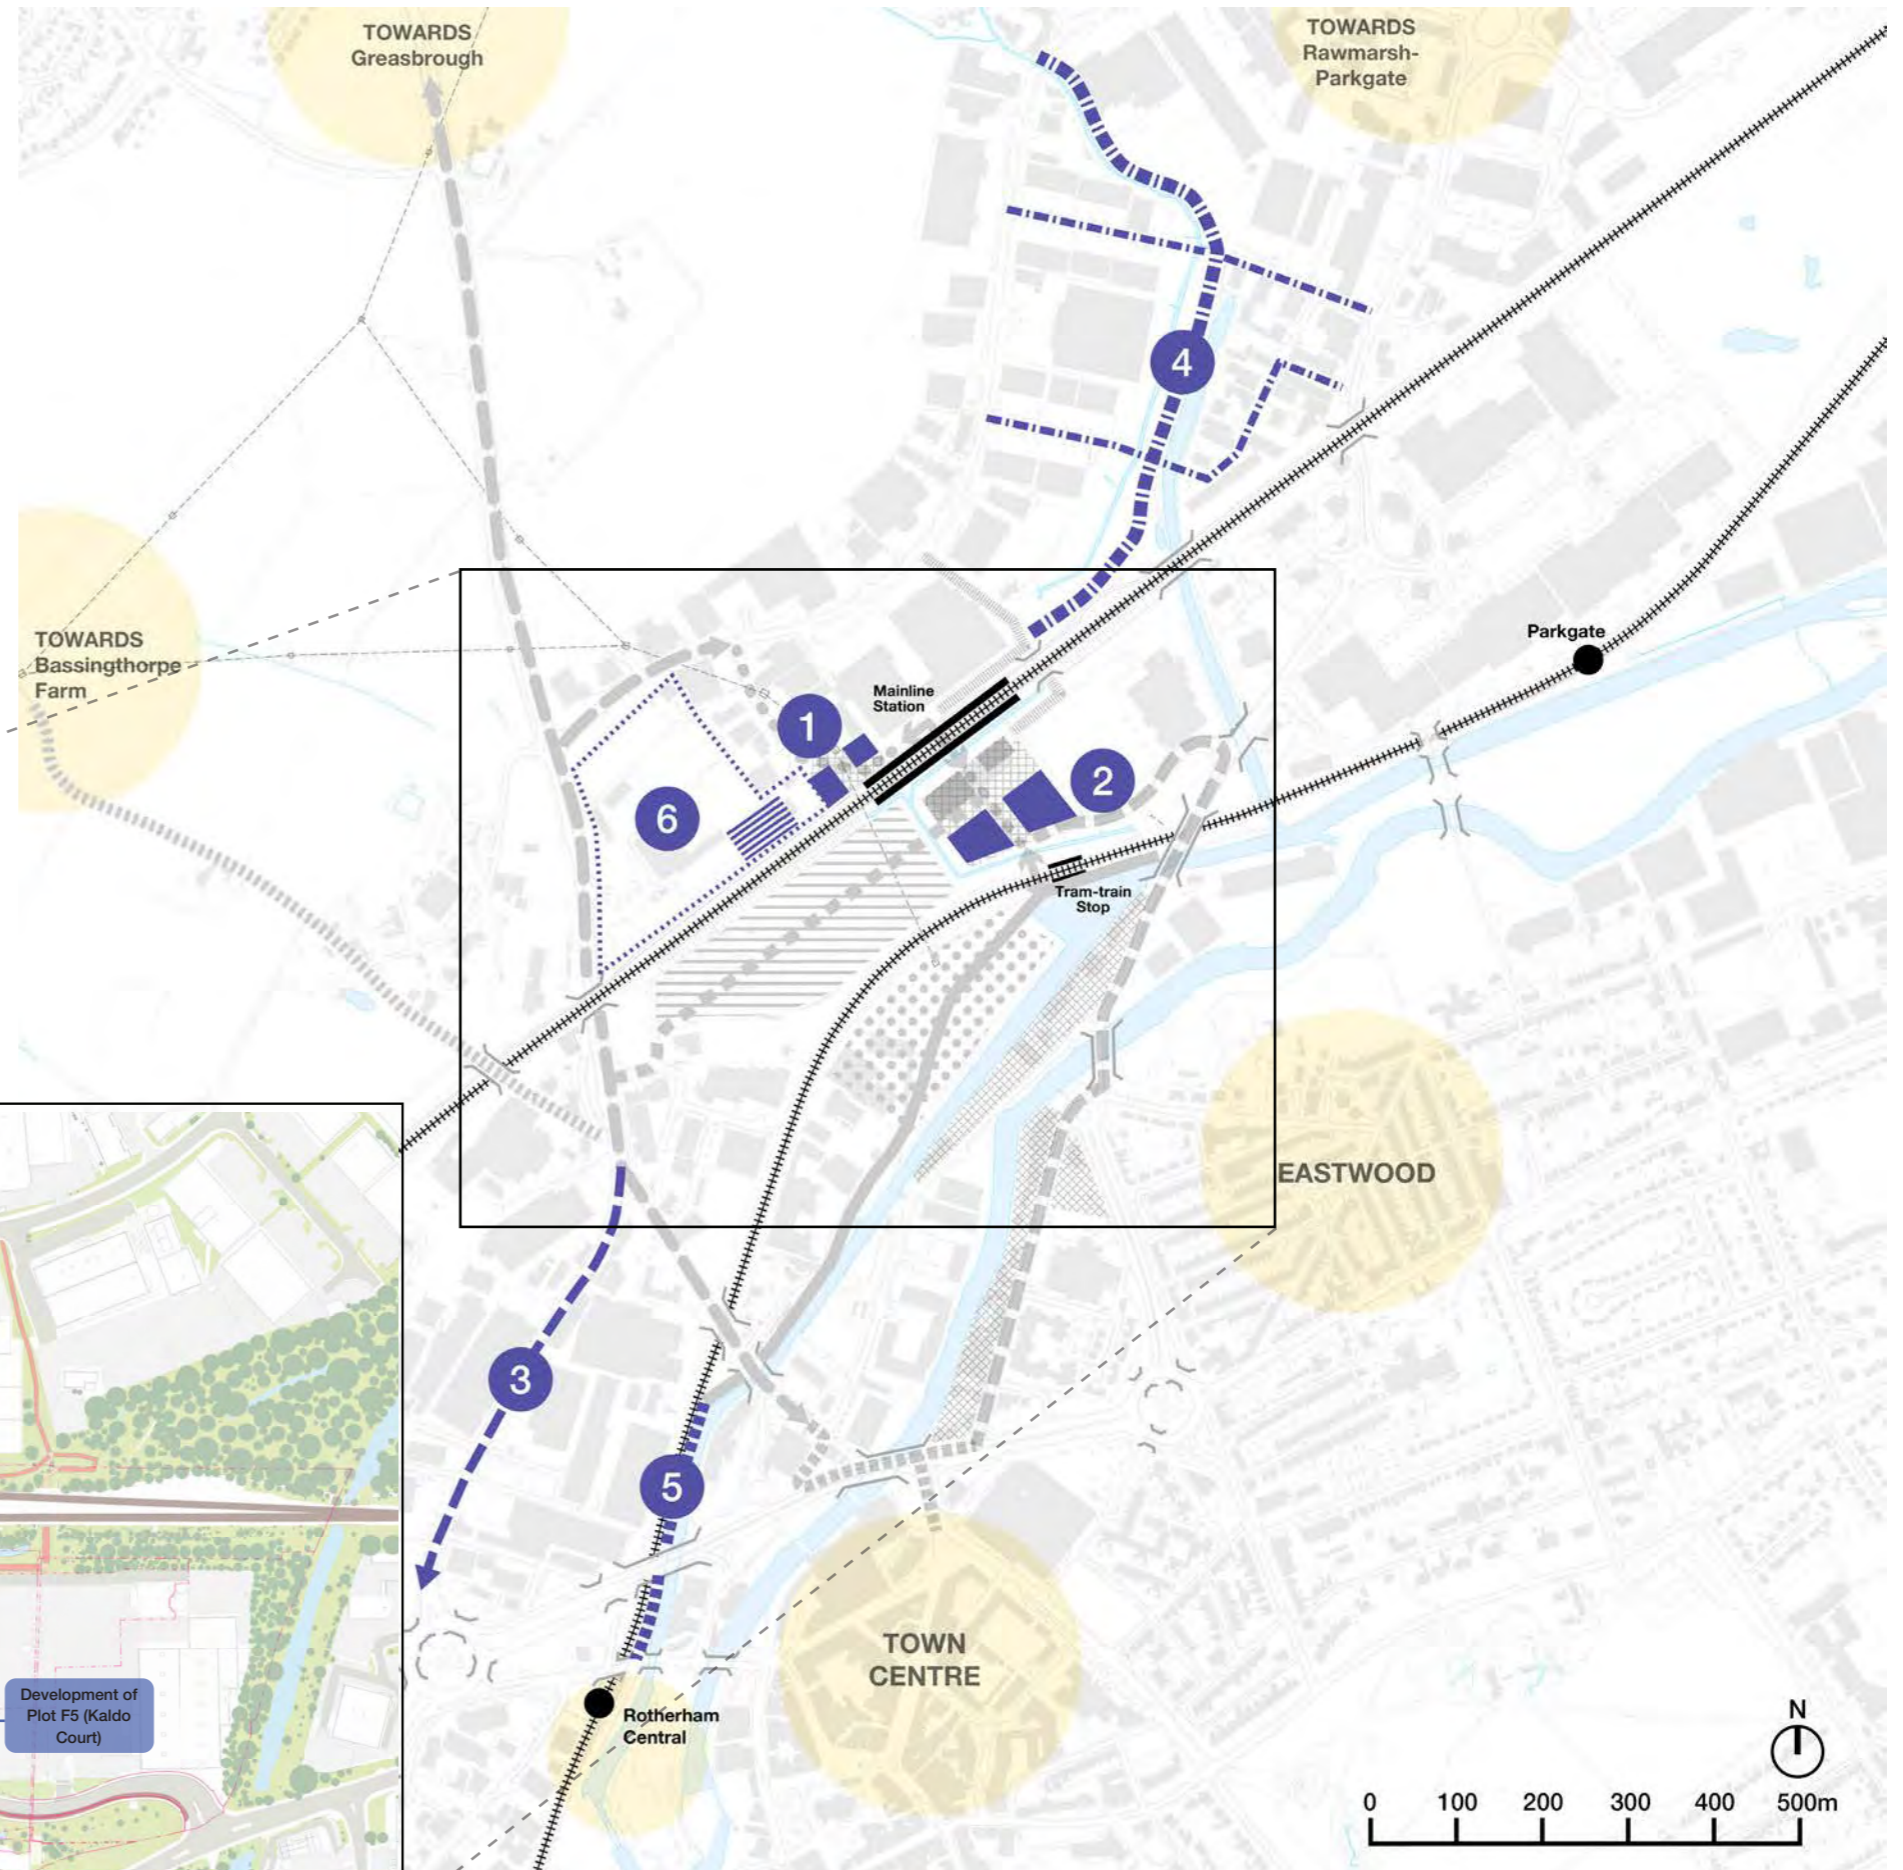 TOWARDS
Greasbrough
TOWARDS
Rawmarsh-
Parkgate
4
TOWARDS
Bassingthorpe
Farm
Parkgate
Mainline
Station
1
2
6
Tram-train
Stop
EASTWOOD
3
5
TOWN
CENTRE
Rotherham
Central
Development of
Plot F5 (Kaldo
Court)
N
0 100 200 300 400 500m